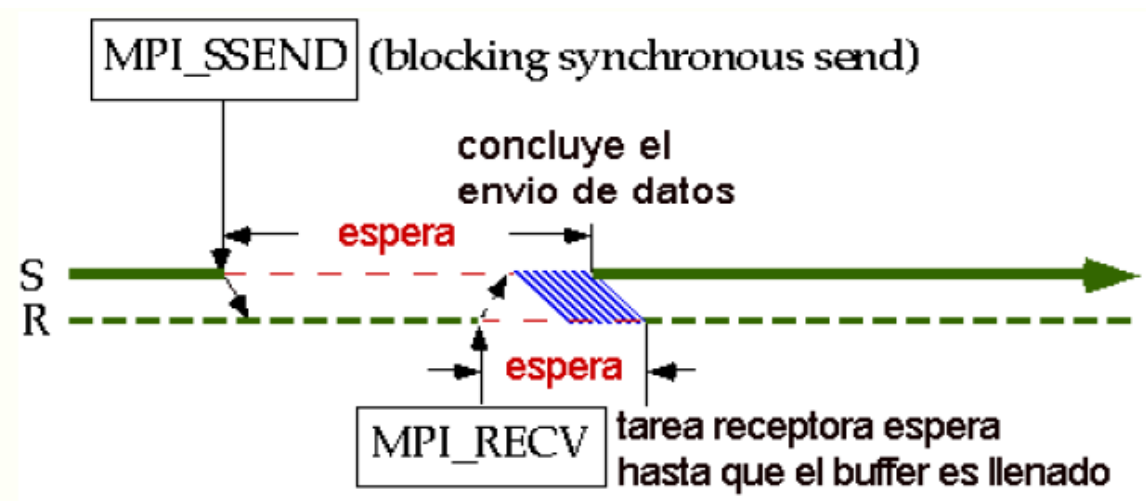 MPI_SSEND (blocking synchronous send)
concluye el
envio de datos
espera
S
R
espera
MPI_RECV
tarea receptora espera
hasta que el buffer es llenado